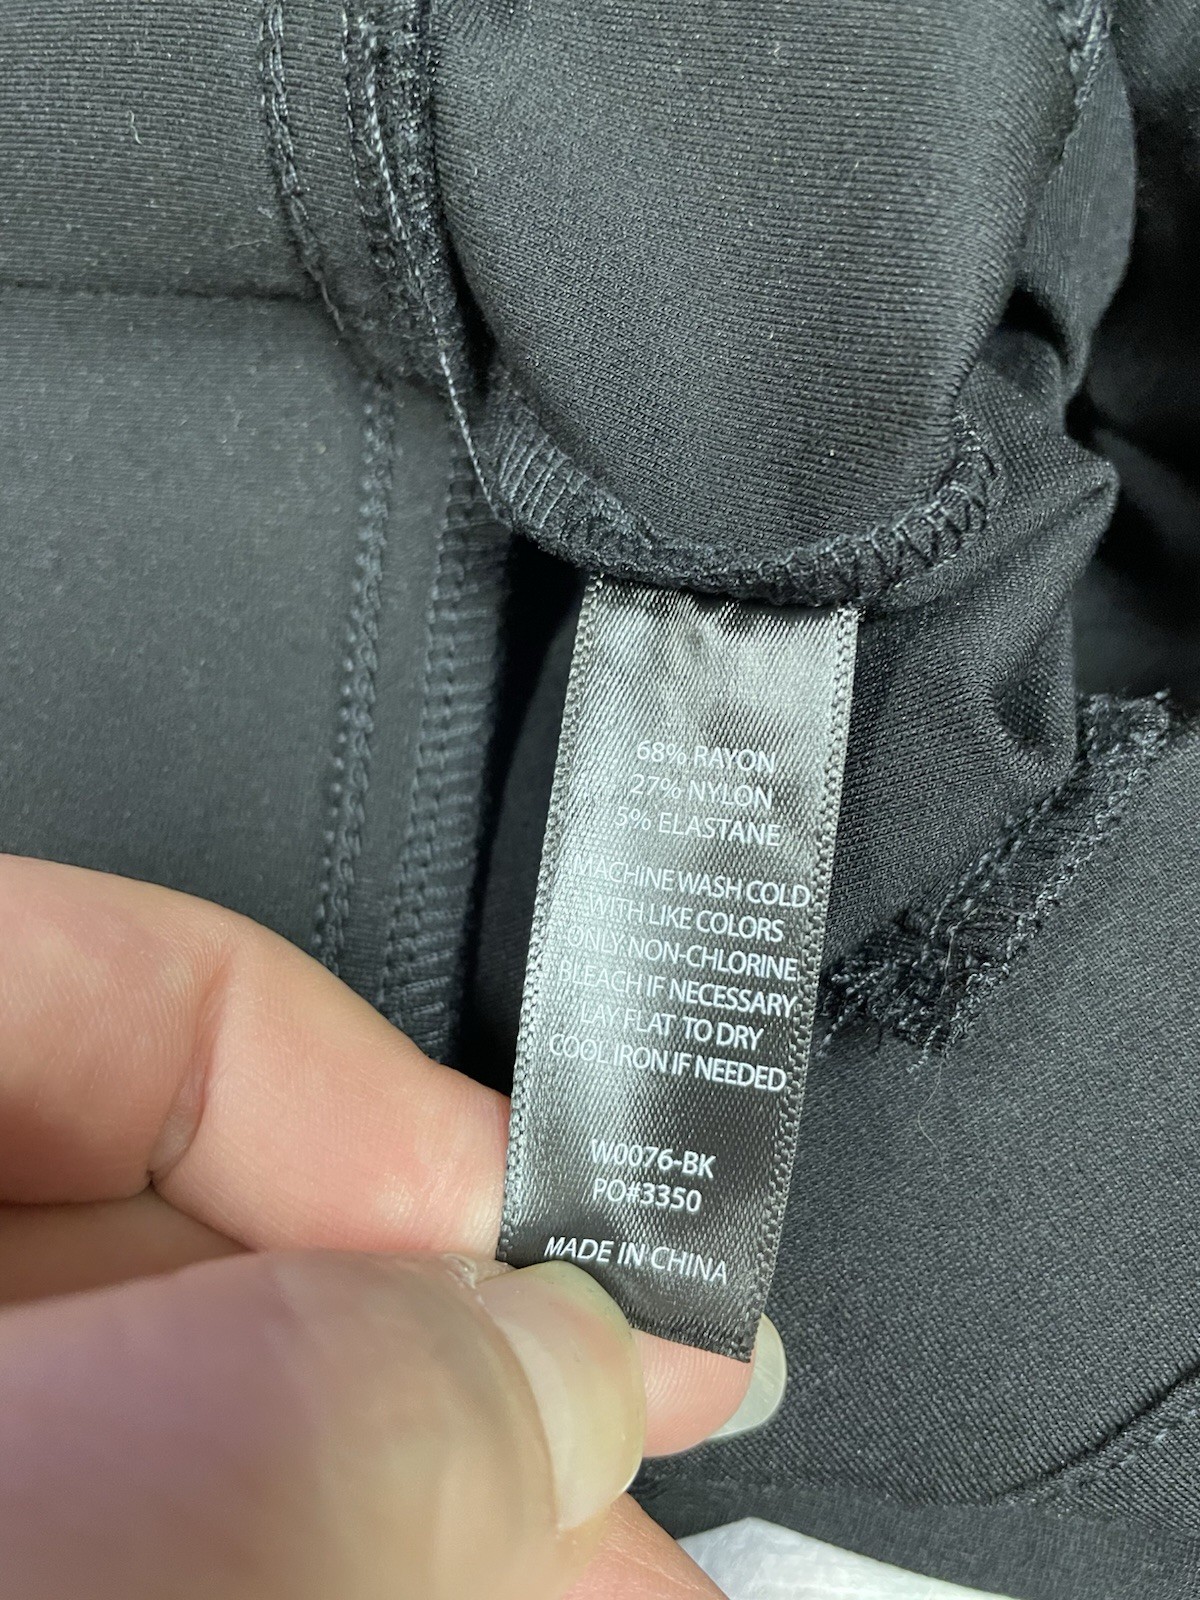 68% RAYON
27% NYLON
5% ELASTANE
MACHINE WASH COLD
WITH LIKE COLORS
ONLY NON-CHLORINE
BLEACH IF NECESSARY
LAY FLAT TO DRY
COOL IRON IF NEEDED
W0076-BK
PO#3350
MADE IN CHINA